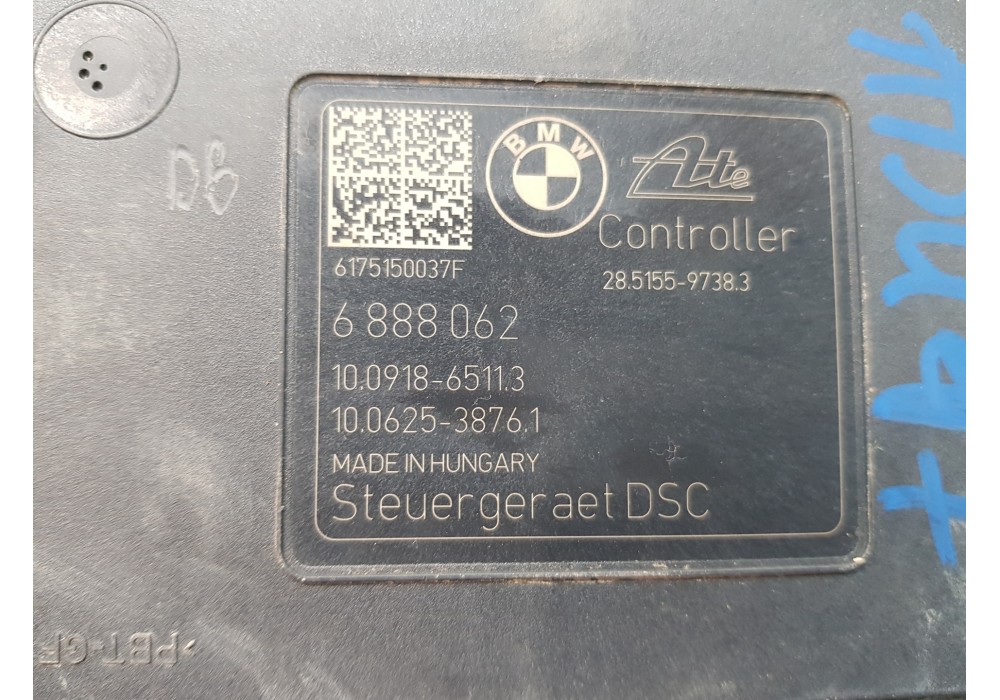 BMW
Ate
Controller
6175150037F
28.5155-9738.3
6 888 062
10.0918-6511.3
10.0625-3876.1
MADE IN HUNGARY
Steuergeraet DSC
DB
>PBT-GF